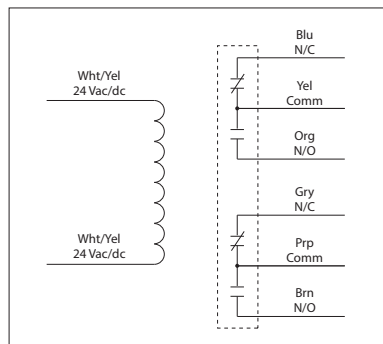 Wht/Yel
24 Vac/dc
Wht/Yel
24 Vac/dc
Blu
N/C
Yel
Comm
Org
N/O
Gry
N/C
Prp
Comm
Brn
N/O